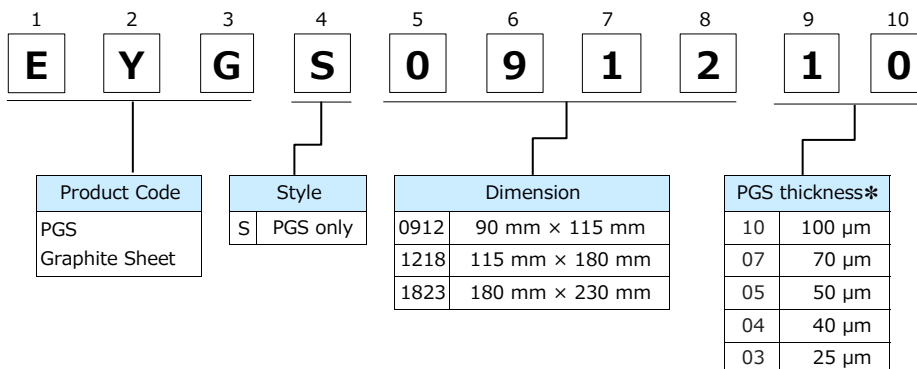 1 2 3 4 5 6 7 8 9 10
E Y G S 0 9 1 2 1 0
Product Code
PGS
Graphite Sheet
Style
S PGS only
Dimension
0912 90 mm × 115 mm
1218 115 mm × 180 mm
1823 180 mm × 230 mm
PGS thickness*
10 100 μm
07 70 μm
05 50 μm
04 40 μm
03 25 μm